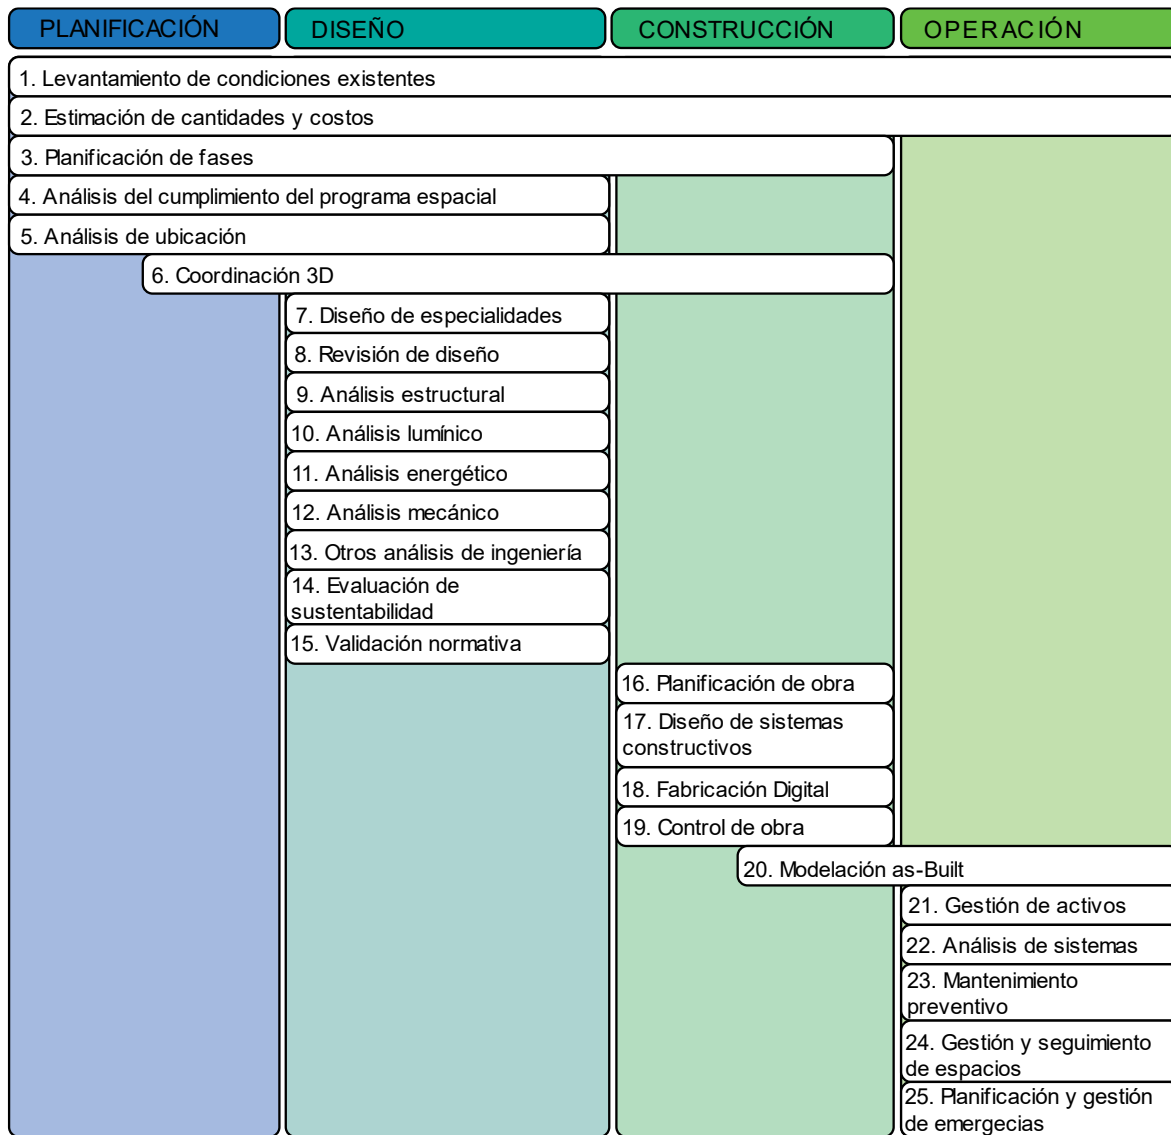 PLANIFICACIÓN
DISEÑO
CONSTRUCCIÓN
OPERACIÓN
1. Levantamiento de condiciones existentes
2. Estimación de cantidades y costos
3. Planificación de fases
4. Análisis del cumplimiento del programa espacial
5. Análisis de ubicación
6. Coordinación 3D
7. Diseño de especialidades
8. Revisión de diseño
9. Análisis estructural
10. Análisis lumínico
11. Análisis energético
12. Análisis mecánico
13. Otros análisis de ingeniería
14. Evaluación de
sustentabilidad
15. Validación normativa
16. Planificación de obra
17. Diseño de sistemas
constructivos
18. Fabricación Digital
19. Control de obra
20. Modelación as-Built
21. Gestión de activos
22. Análisis de sistemas
23. Mantenimiento
preventivo
24. Gestión y seguimiento
de espacios
25. Planificación y gestión
de emergecias